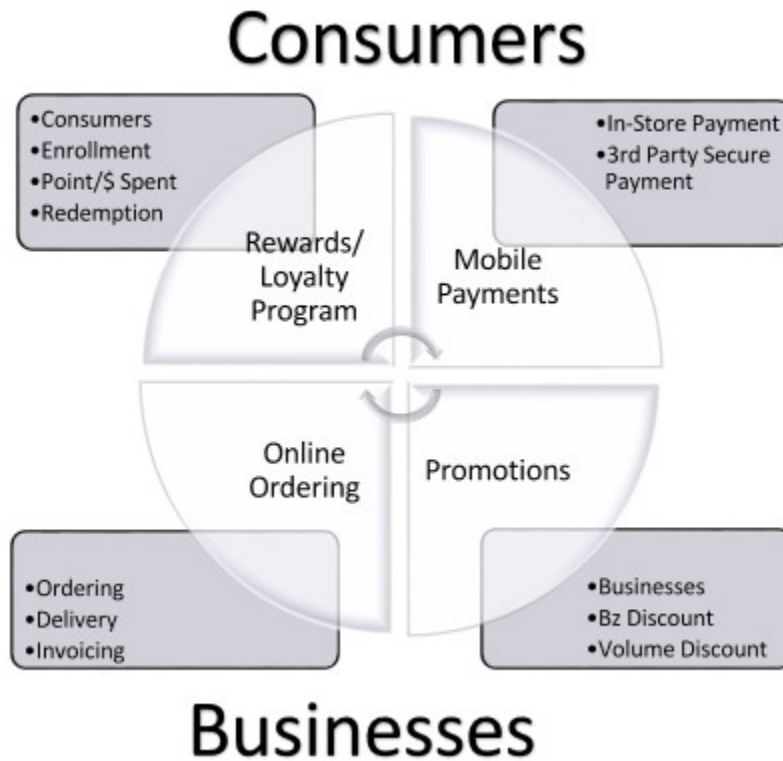 Consumers
•Consumers
•Enrollment
•Point/$ Spent
•Redemption
•In-Store Payment
•3rd Party Secure
Payment
Rewards/
Loyalty
Program
Mobile
Payments
Online
Ordering
Promotions
•Ordering
•Delivery
•Invoicing
•Businesses
•Bz Discount
•Volume Discount
Businesses